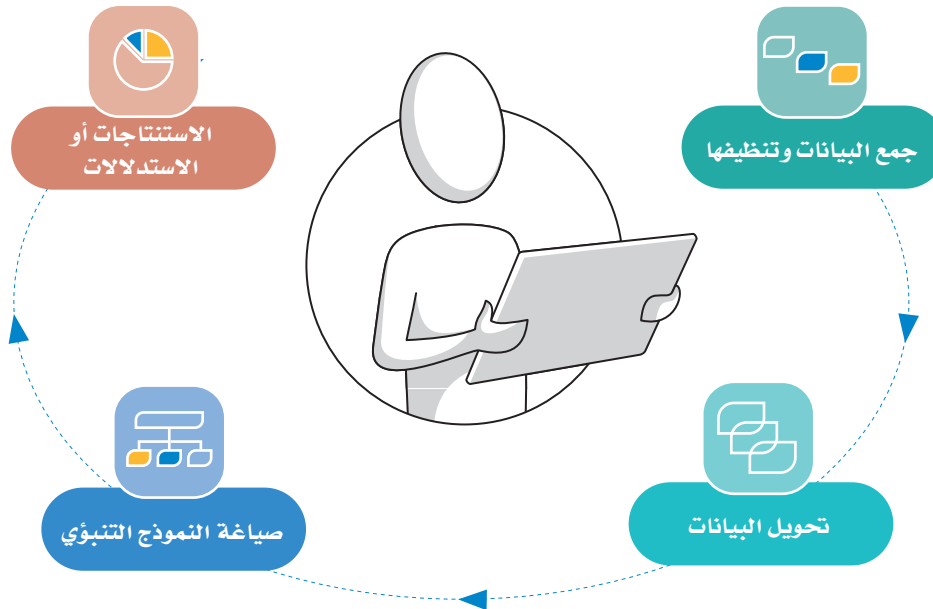 جمع البيانات وتنظيفها
تحويل البيانات
صياغة النموذج التنبؤي
الاستنتاجات أو
الاستدلالات